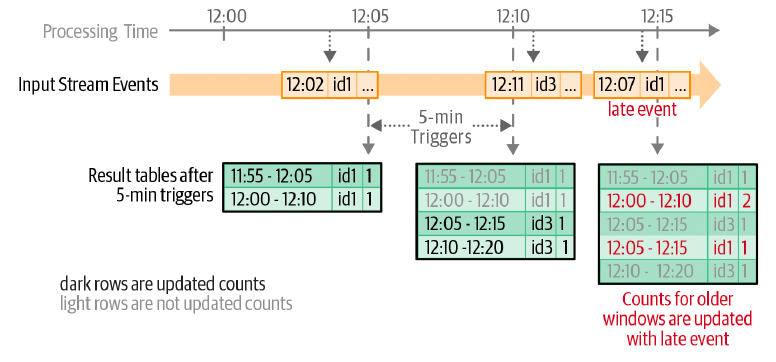 12:00 12:05 12:10 12:15
Processing Time
Input Stream Events
12:02 id1 ...
12:11 id3 ...
12:07 id1 ...
late event
5-min
Triggers
Result tables after
5-min triggers
11:55 - 12:05 id1 1
12:00 - 12:10 id1 1
11:55 - 12:05 id1 1
12:00 - 12:10 id1 1
12:05 - 12:15 id3 1
12:10 -12:20 id3 1
11:55 - 12:05 id1 1
12:00 - 12:10 id1 2
12:05 - 12:15 id3 1
12:05 - 12:15 id1 1
12:10 - 12:20 id3 1
dark rows are updated counts
light rows are not updated counts
Counts for older
windows are updated
with late event